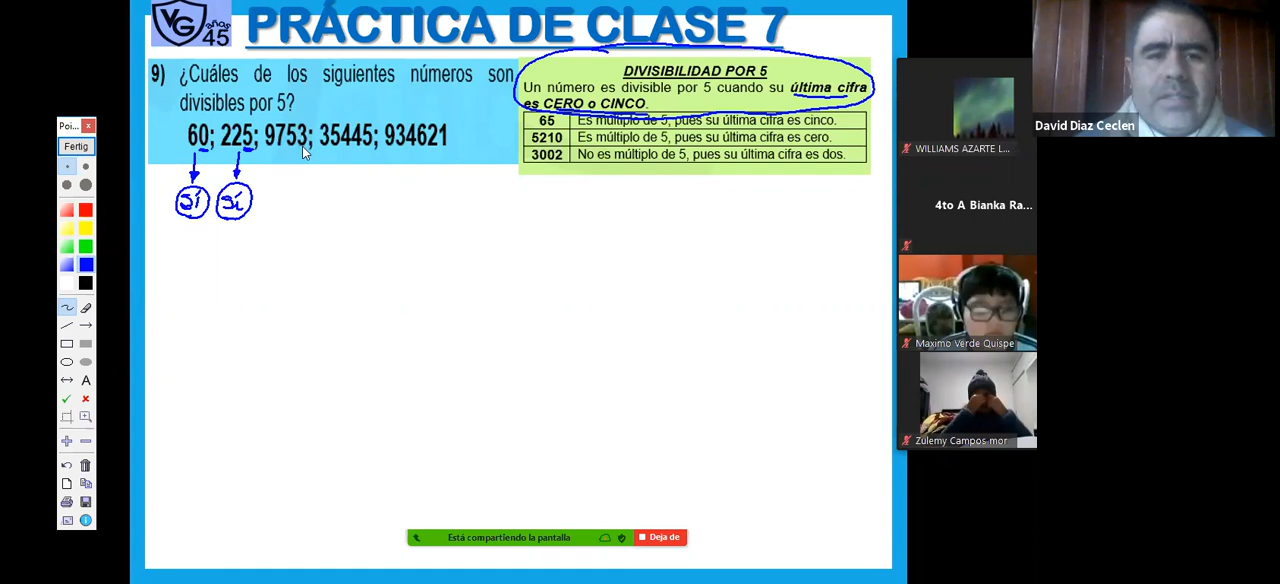 VG
años
45
PRÁCTICA DE CLASE 7
9) ¿Cuáles de los siguientes números son
divisibles por 5?
60; 225; 9753; 35445; 934621
sí
sí
DIVISIBILIDAD POR 5
Un número es divisible por 5 cuando su última cifra
es CERO o CINCO.
65 Es múltiplo de 5, pues su última cifra es cinco.
5210 Es múltiplo de 5, pues su última cifra es cero.
3002 No es múltiplo de 5, pues su última cifra es dos.
Poi... x
Fertig
A
Está compartiendo la pantalla
Deja de
WILLIAMS AZARTE L...
4to A Bianka Ra...
Maximo Verde Quispe
Zulemy Campos mor
David Diaz Ceclen